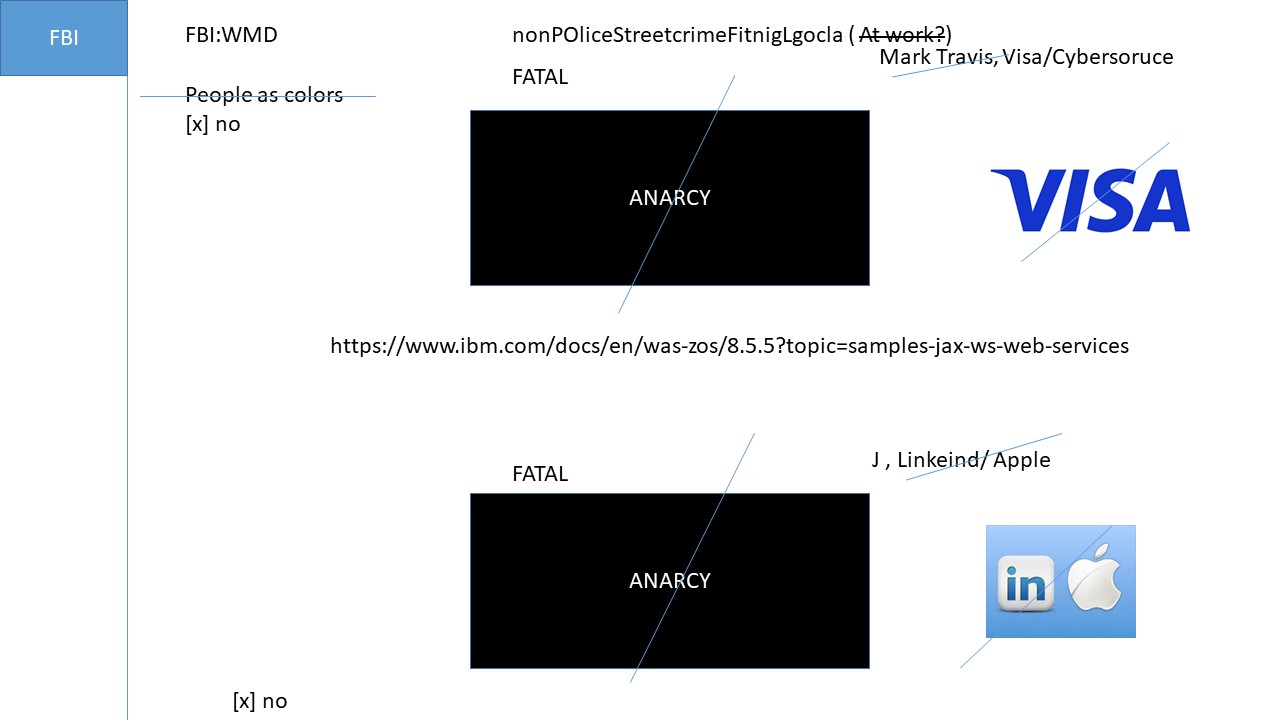 FBI
FBI:WMD
nonPOliceStreetcrimeFitnigLgocla ( At work?)
Mark Travis, Visa/Cybersoruce
FATAL
People as colors
[x] no
ANARCY
VISA
https://www.ibm.com/docs/en/was-zos/8.5.5?topic=samples-jax-ws-web-services
J , Linkeind/ Apple
FATAL
ANARCY
in
[x] no